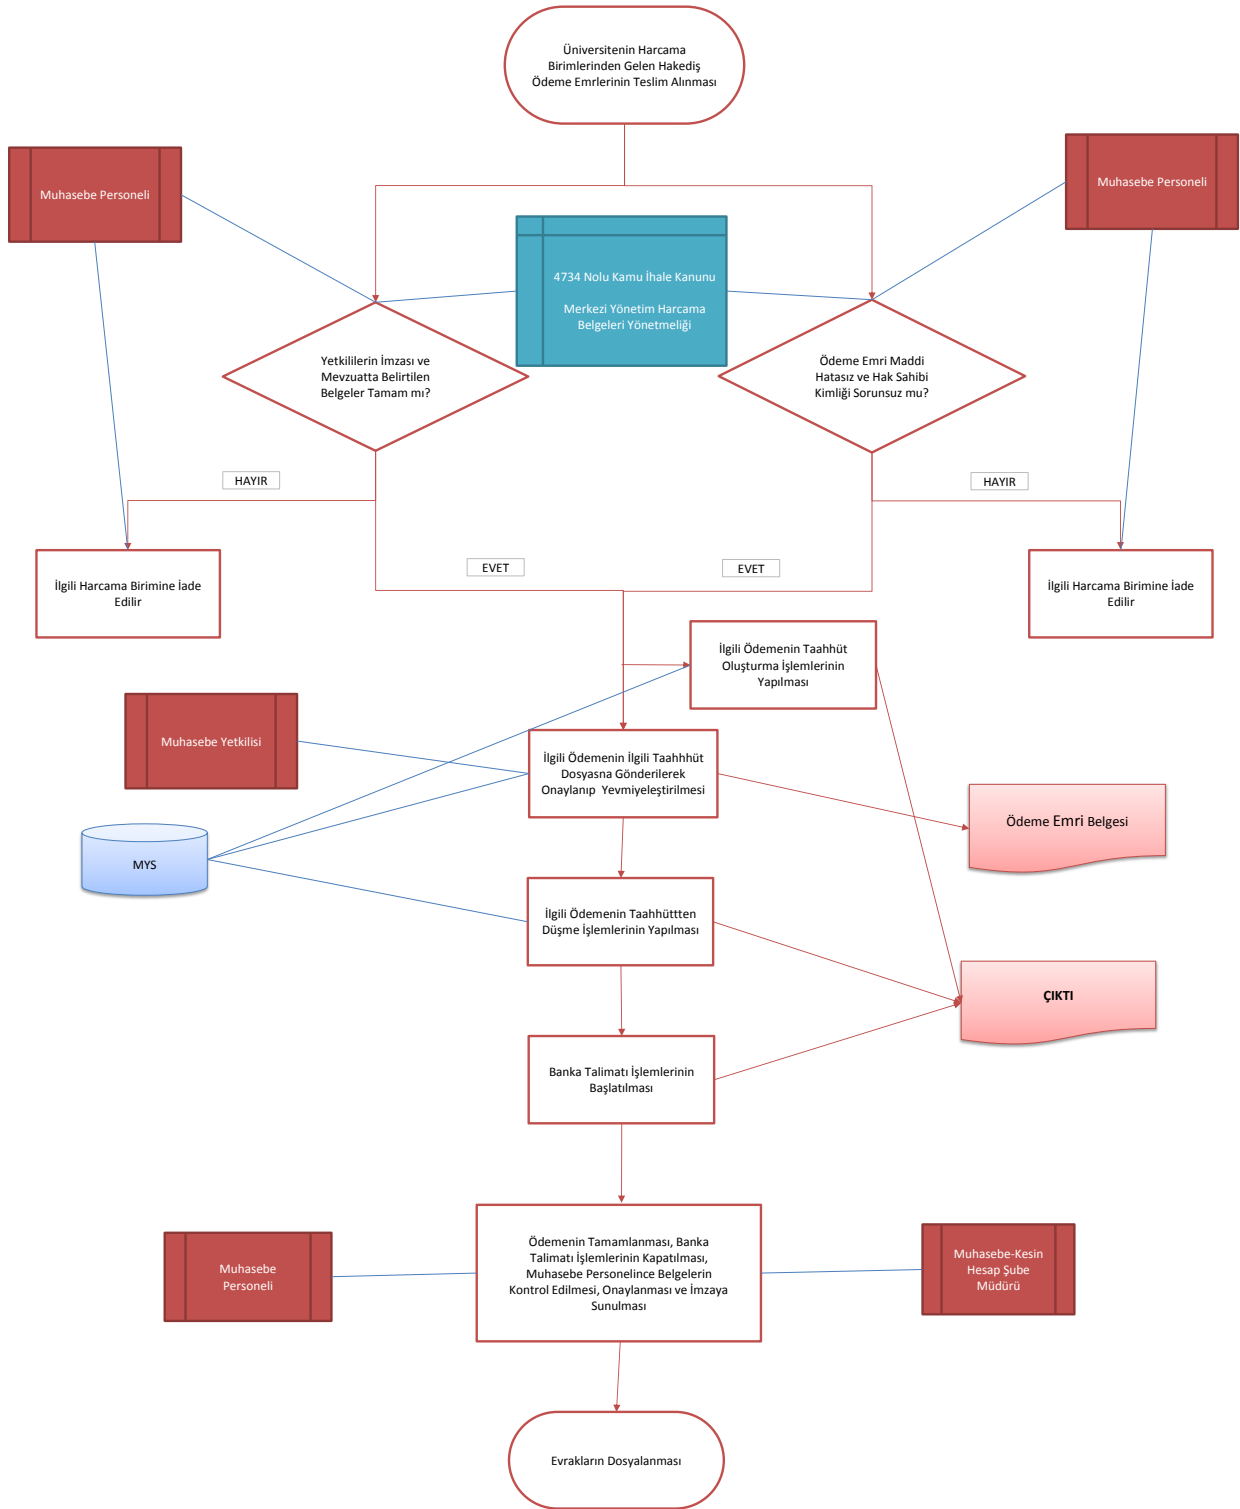 Üniversitenin Harcama
Birimlerinden Gelen Hakediş
Ödeme Emrlerinin Teslim Alınması
Muhasebe Personeli
Muhasebe Personeli
4734 Nolu Kamu İhale Kanunu
Merkezi Yönetim Harcama
Belgeleri Yönetmeliği
Yetkililerin İmzası ve
Mevzuatta Belirtilen
Belgeler Tamam mı?
Ödeme Emri Maddi
Hatasız ve Hak Sahibi
Kimliği Sorunsuz mu?
HAYIR
HAYIR
EVET
EVET
İlgili Harcama Birimine İade
Edilir
İlgili Harcama Birimine İade
Edilir
İlgili Ödemenin Taahhüt
Oluşturma İşlemlerinin
Yapılması
Muhasebe Yetkilisi
İlgili Ödemenin İlgili Taahhhüt
Dosyasna Gönderilerek
Onaylanıp Yevmiyeleştirilmesi
Ödeme Emri Belgesi
MYS
İlgili Ödemenin Taahhüttten
Düşme İşlemlerinin Yapılması
ÇIKTI
Banka Talimatı İşlemlerinin
Başlatılması
Ödemenin Tamamlanması, Banka
Talimatı İşlemlerinin Kapatılması,
Muhasebe Personelince Belgelerin
Kontrol Edilmesi, Onaylanması ve İmzaya
Sunulması
Muhasebe
Personeli
Muhasebe-Kesin
Hesap Şube
Müdürü
Evrakların Dosyalanması